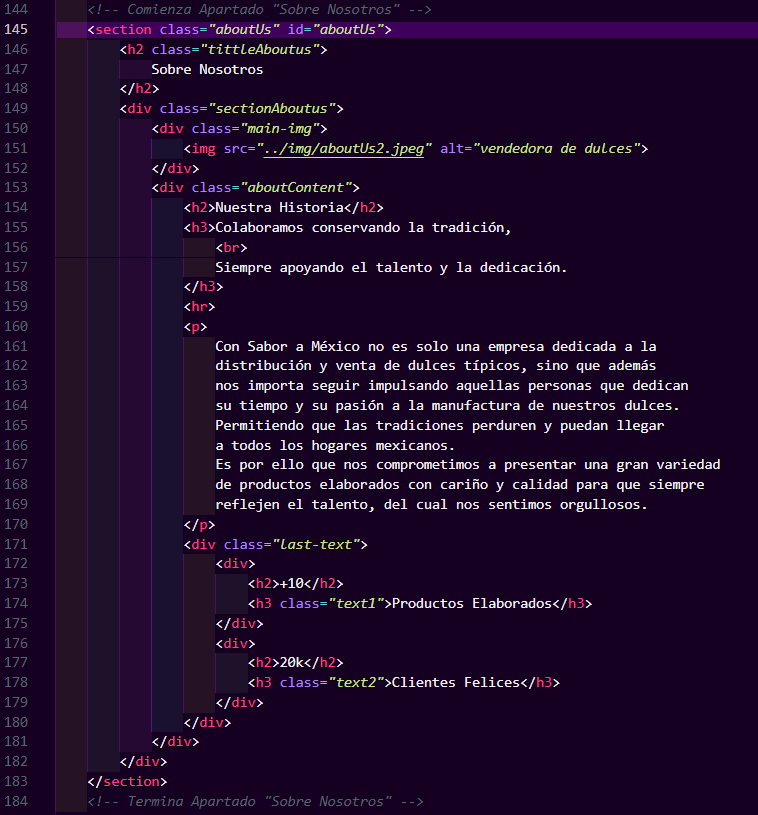 144 <!-- Comienza Apartado "Sobre Nosotros" -->
145 <section class="aboutUs" id="aboutUs">
146 <h2 class="tittleAboutus">
147 Sobre Nosotros
148 </h2>
149 <div class="sectionAboutus">
150 <div class="main-img">
151 <img src="../img/aboutUs2.jpeg" alt="vendedora de dulces">
152 </div>
153 <div class="aboutContent">
154 <h2>Nuestra Historia</h2>
155 <h3>Colaboramos conservando la tradición,
156 <br>
157 Siempre apoyando el talento y la dedicación.
158 </h3>
159 <hr>
160 <p>
161 Con Sabor a México no es solo una empresa dedicada a la
162 distribución y venta de dulces típicos, sino que además
163 nos importa seguir impulsando aquellas personas que dedican
164 su tiempo y su pasión a la manufactura de nuestros dulces.
165 Permitiendo que las tradiciones perduren y puedan llegar
166 a todos los hogares mexicanos.
167 Es por ello que nos comprometimos a presentar una gran variedad
168 de productos elaborados con cariño y calidad para que siempre
169 reflejen el talento, del cual nos sentimos orgullosos.
170 </p>
171 <div class="last-text">
172 <div>
173 <h2>+10</h2>
174 <h3 class="text1">Productos Elaborados</h3>
175 </div>
176 <div>
177 <h2>20k</h2>
178 <h3 class="text2">Clientes Felices</h3>
179 </div>
180 </div>
181 </div>
182 </div>
183 </section>
184 <!-- Termina Apartado "Sobre Nosotros" -->